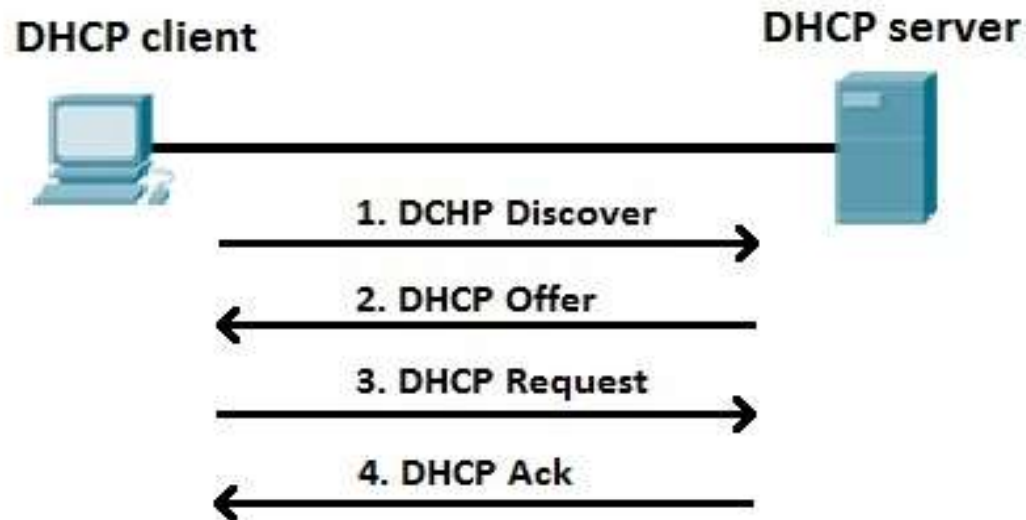 DHCP client
DHCP server
1. DCHP Discover
2. DHCP Offer
3. DHCP Request
4. DHCP Ack